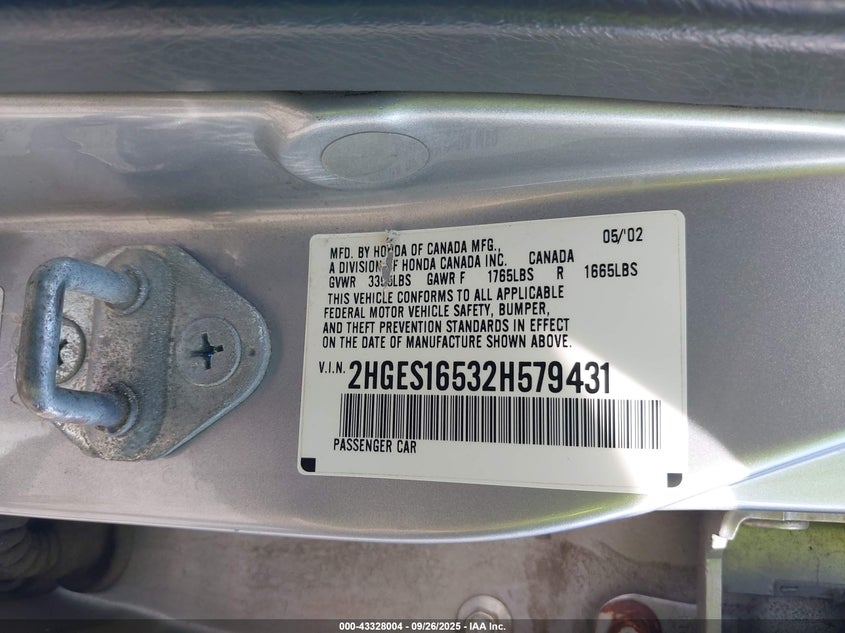 05/'02
MFD. BY HONDA OF CANADA MFG.,
A DIVISION OF HONDA CANADA INC. CANADA
GVWR 3395LBS GAWR F 1765LBS R 1665LBS
THIS VEHICLE CONFORMS TO ALL APPLICABLE
FEDERAL MOTOR VEHICLE SAFETY, BUMPER,
AND THEFT PREVENTION STANDARDS IN EFFECT
ON THE DATE OF MANUFACTURE SHOWN ABOVE.
V.I.N. 2HGES16532H579431
PASSENGER CAR
000-43328004 - 09/26/2025 - IAA Inc.